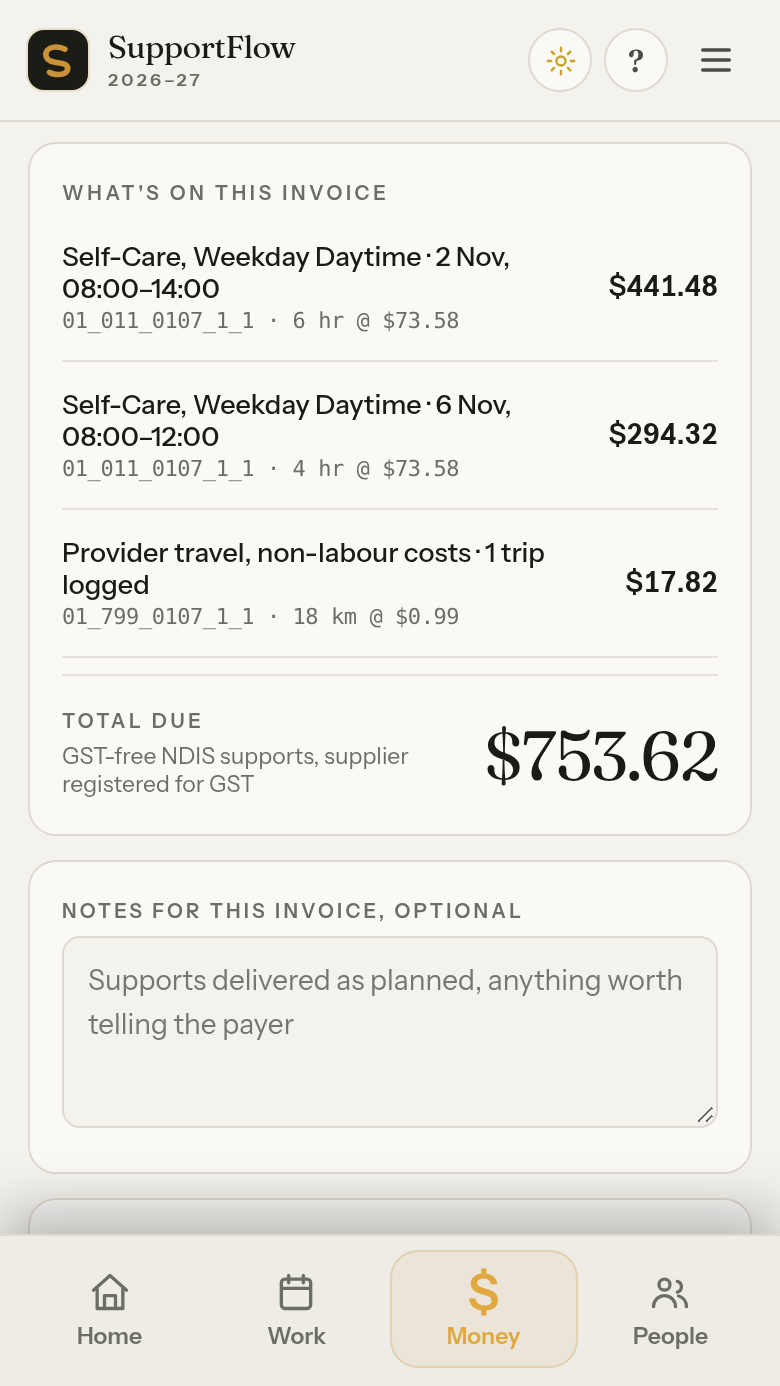 S
SupportFlow
2026–27
?
WHAT'S ON THIS INVOICE
Self-Care, Weekday Daytime · 2 Nov,
08:00–14:00
$441.48
01_011_0107_1_1 · 6 hr @ $73.58
Self-Care, Weekday Daytime · 6 Nov,
08:00–12:00
$294.32
01_011_0107_1_1 · 4 hr @ $73.58
Provider travel, non-labour costs · 1 trip
logged
$17.82
01_799_0107_1_1 · 18 km @ $0.99
TOTAL DUE
GST-free NDIS supports, supplier
registered for GST
$753.62
NOTES FOR THIS INVOICE, OPTIONAL
Supports delivered as planned, anything worth
telling the payer
$
Home Work Money People